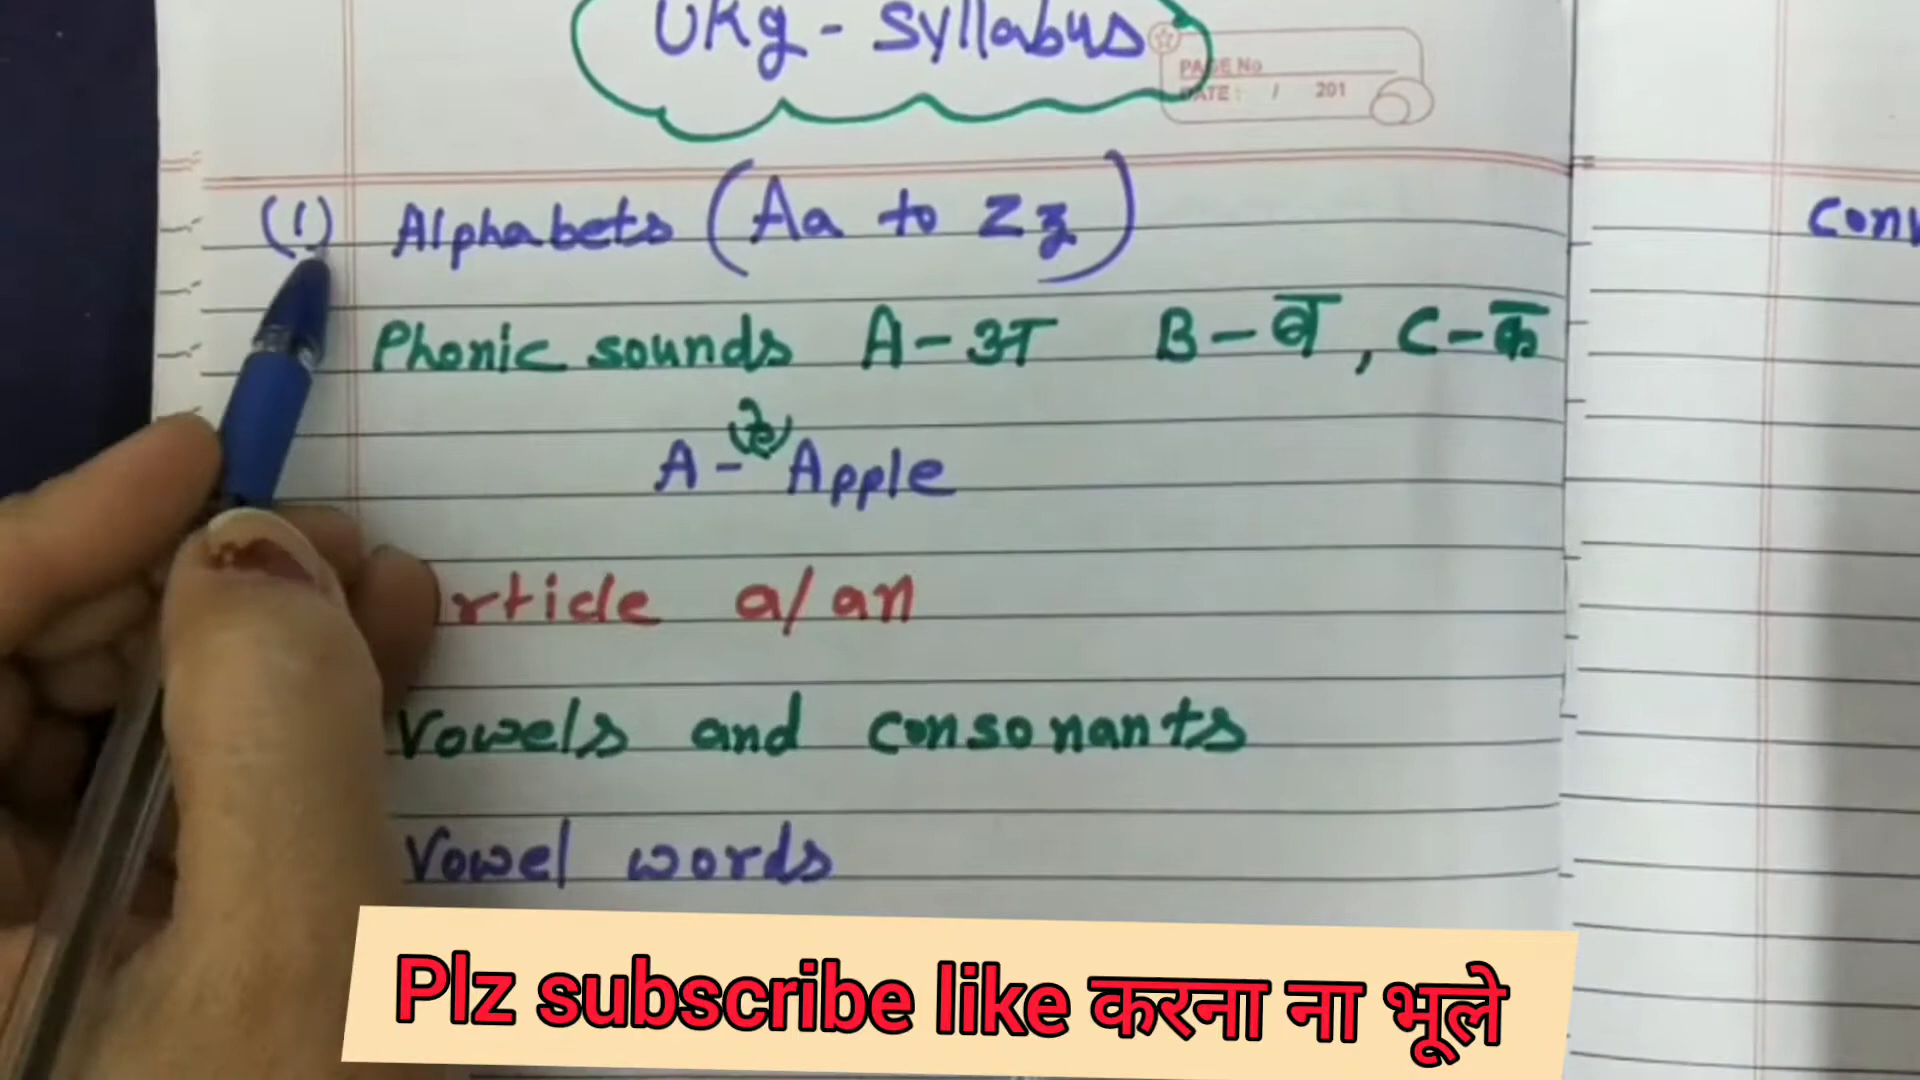 UKg - Syllabus
PAGE No
DATE : / 201
(1) Alphabets (Aa to Zz)
Phonic sounds A-अ B-ब, C-क
A - (ऐ) Apple
rticle a/an
Vowels and consonants
Vowel words
Conv
Plz subscribe like करना ना भूले